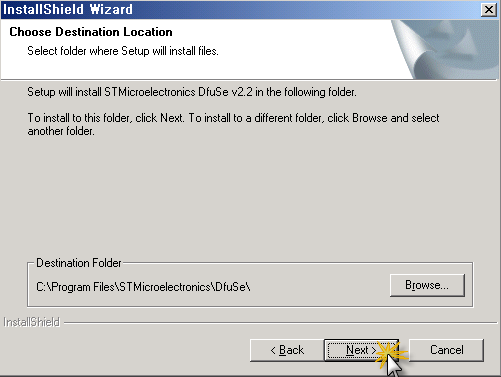 InstallShield Wizard
Choose Destination Location
Select folder where Setup will install files.
Setup will install STMicroelectronics DfuSe v2.2 in the following folder.
To install to this folder, click Next. To install to a different folder, click Browse and select
another folder.
Destination Folder
C:\Program Files\STMicroelectronics\DfuSe\
Browse...
InstallShield
< Back
Next >
Cancel